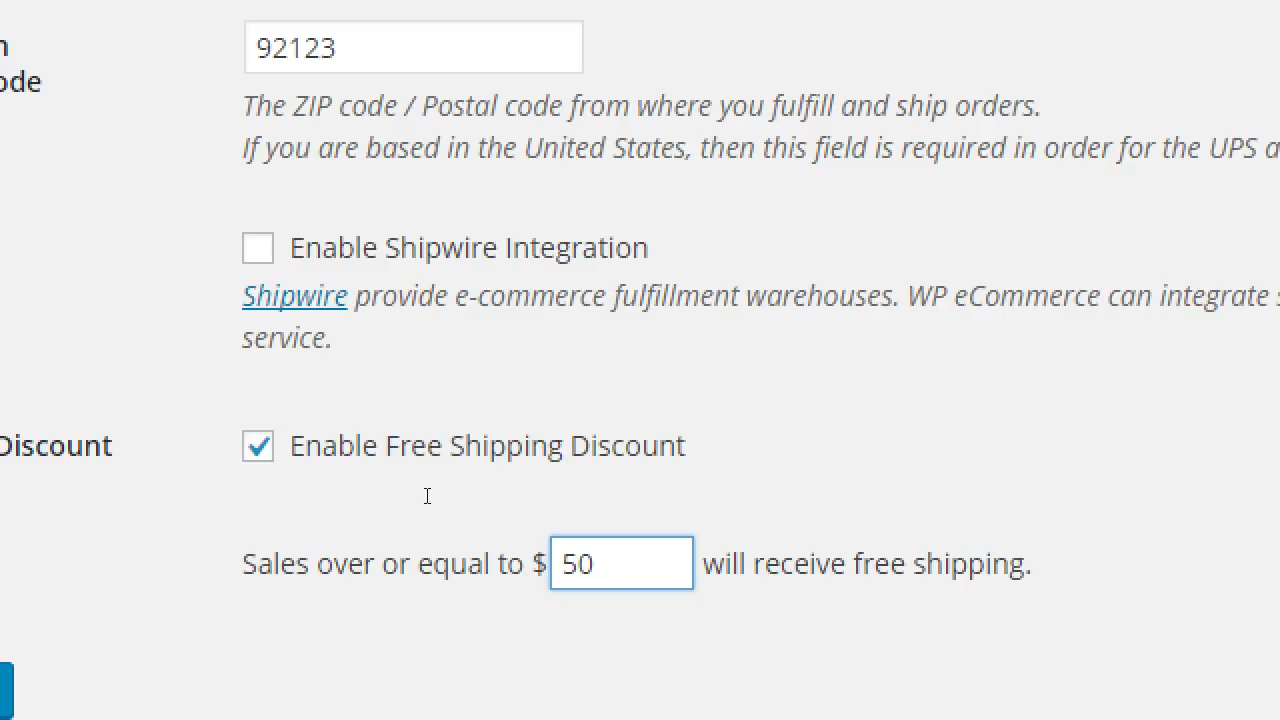 92123
ode
The ZIP code / Postal code from where you fulfill and ship orders.
If you are based in the United States, then this field is required in order for the UPS a
Enable Shipwire Integration
Shipwire provide e-commerce fulfillment warehouses. WP eCommerce can integrate s
service.
Discount Enable Free Shipping Discount
Sales over or equal to $ 50 will receive free shipping.